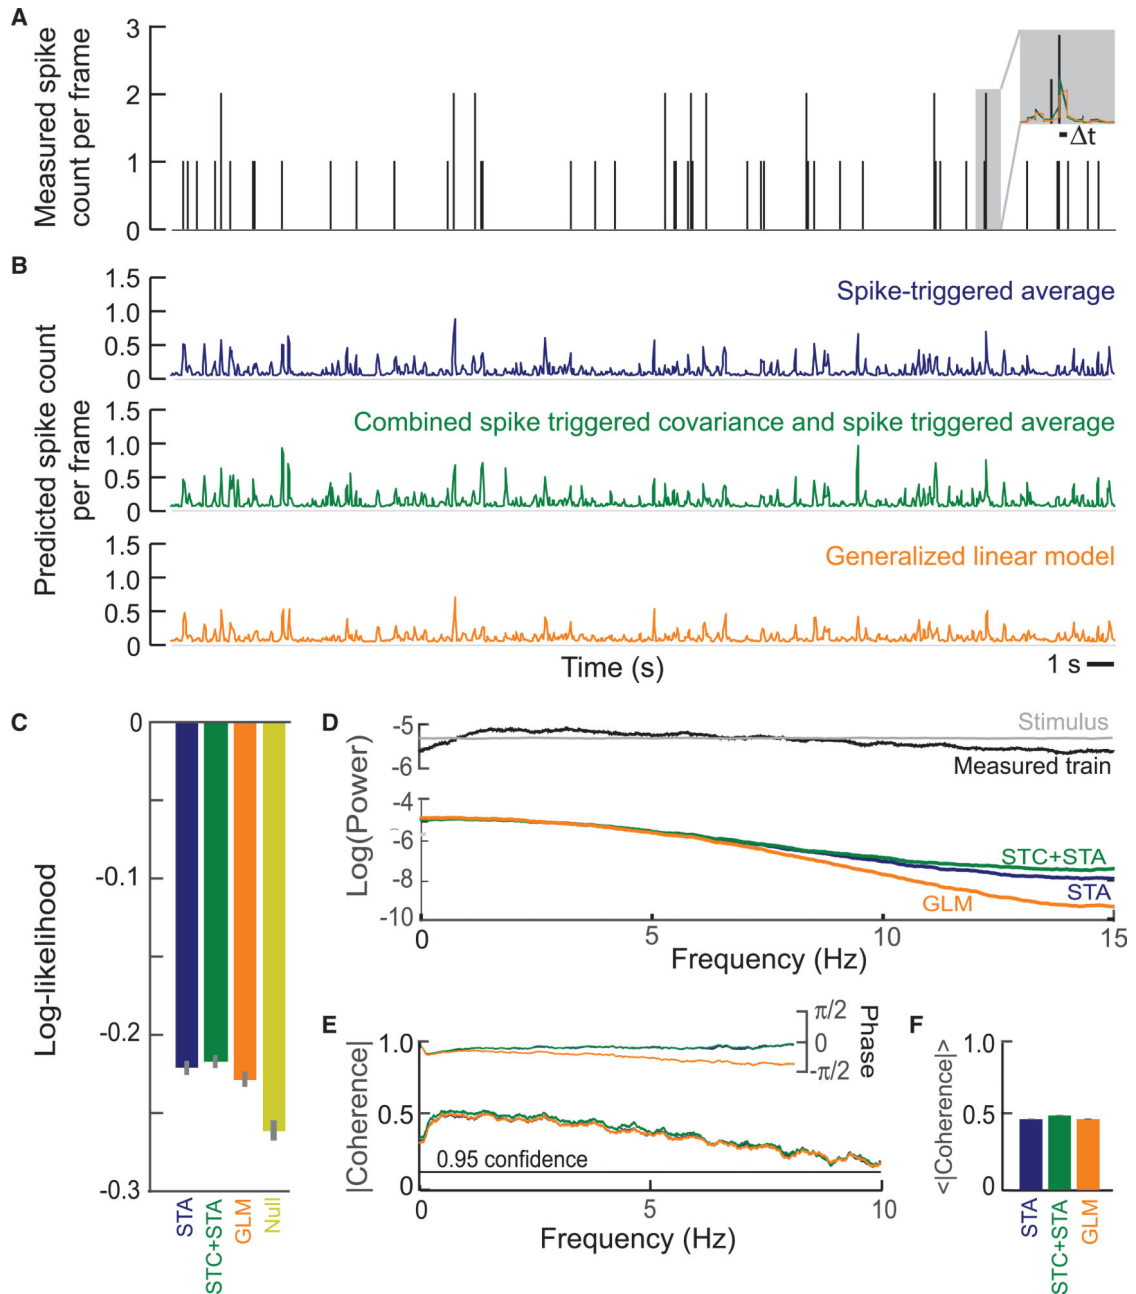 A
Measured spike
count per frame
3
2
1
0
Δt
B
Predicted spike count
per frame
1.5
1.0
0.5
0
Spike-triggered average
1.5
1.0
0.5
0
Combined spike triggered covariance and spike triggered average
1.5
1.0
0.5
0
Generalized linear model
Time (s)
1 s
C
Log-likelihood
0
-0.1
-0.2
-0.3
STA
STC+STA
GLM
Null
D
Log(Power)
-5
-6
Stimulus
Measured train
-4
-6
-8
-10
STC+STA
STA
GLM
0
5
10
15
Frequency (Hz)
E
|Coherence|
1.0
0.5
0
π/2
0
-π/2
Phase
0.95 confidence
0
5
10
Frequency (Hz)
F
<|Coherence|>
1.0
0.5
0
STA
STC+STA
GLM